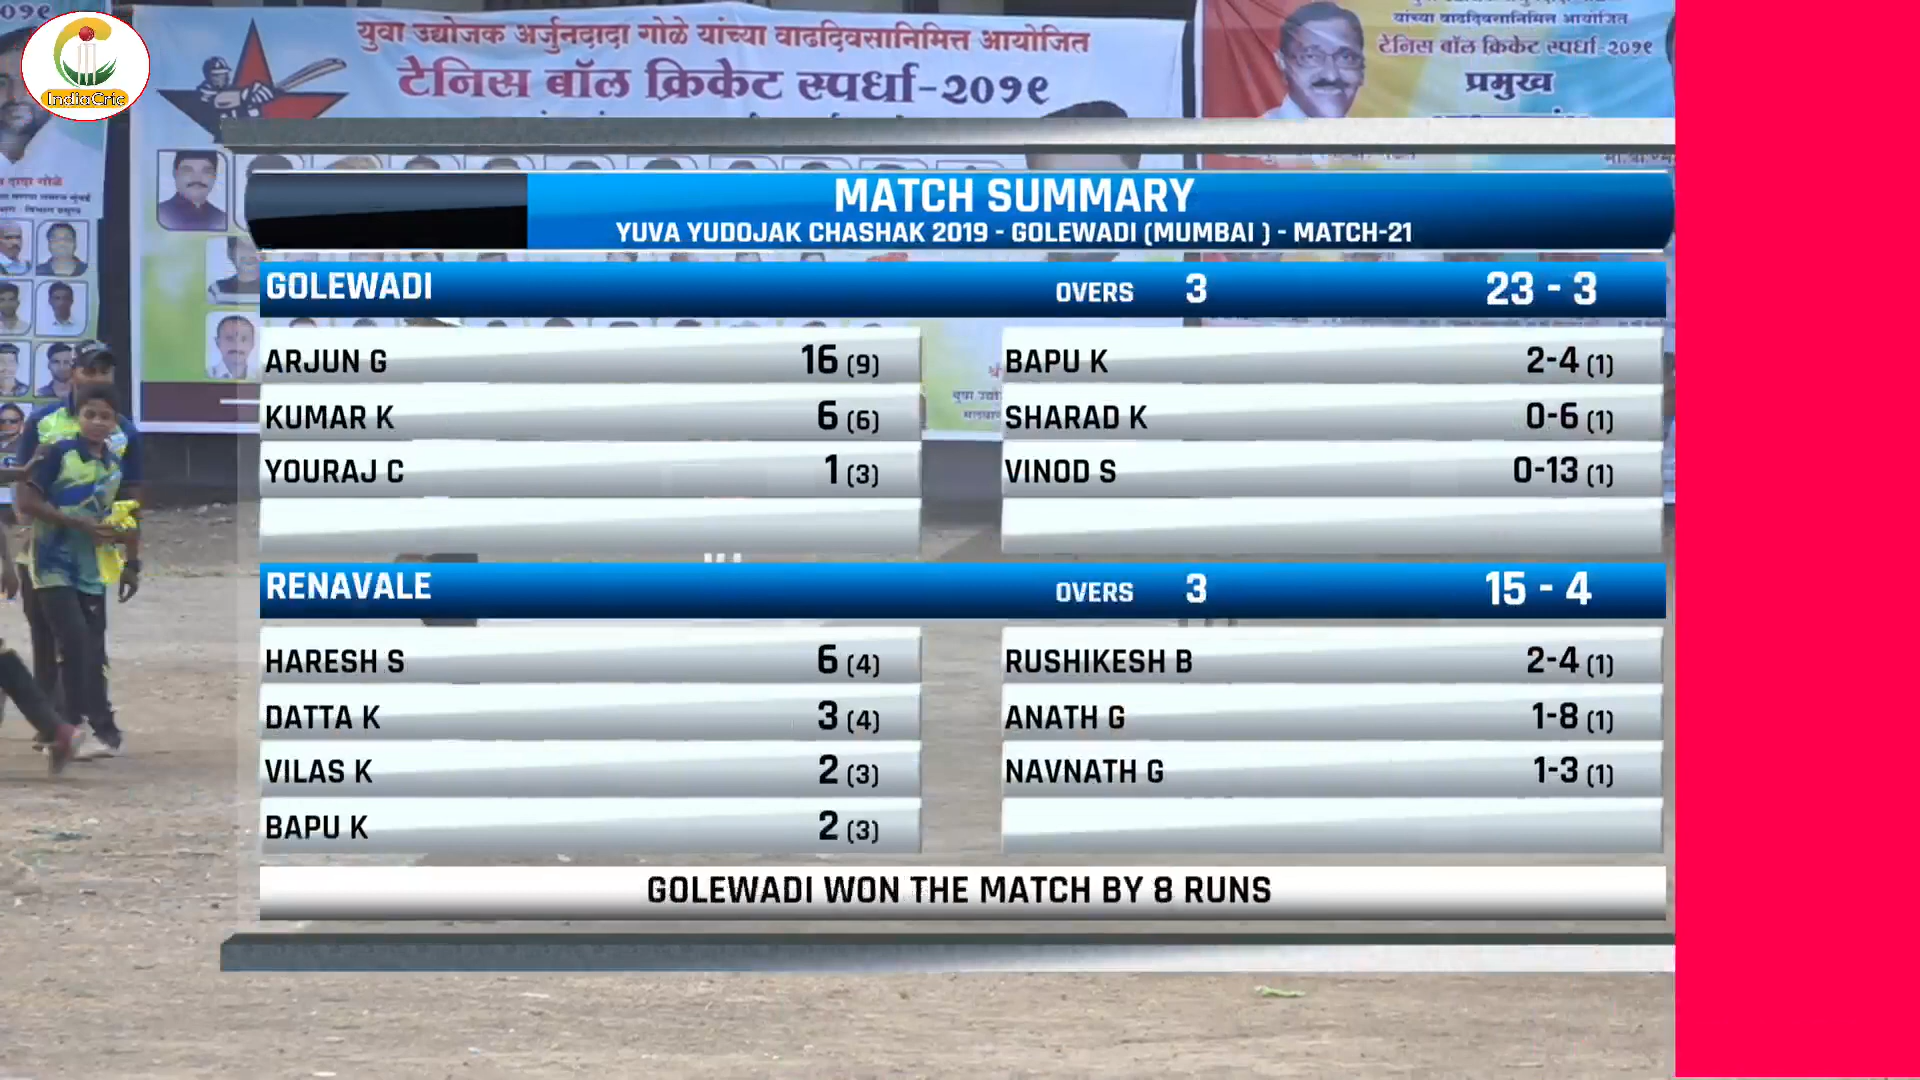 ०१९
IndiaCric
युवा उद्योजक अर्जुनदादा गोळे यांच्या वाढदिवसानिमित्त आयोजित
टेनिस बॉल क्रिकेट स्पर्धा-२०१९
यांच्या वाढदिवसानिमित्त आयोजित
टेनिस बॉल क्रिकेट स्पर्धा-२०१९
प्रमुख
दादा गोळे
MATCH SUMMARY
YUVA YUDOJAK CHASHAK 2019 - GOLEWADI (MUMBAI ) - MATCH-21
GOLEWADI OVERS 3 23 - 3
ARJUN G 16 (9) BAPU K 2-4 (1)
KUMAR K 6 (6) SHARAD K 0-6 (1)
YOURAJ C 1 (3) VINOD S 0-13 (1)
RENAVALE OVERS 3 15 - 4
HARESH S 6 (4) RUSHIKESH B 2-4 (1)
DATTA K 3 (4) ANATH G 1-8 (1)
VILAS K 2 (3) NAVNATH G 1-3 (1)
BAPU K 2 (3)
GOLEWADI WON THE MATCH BY 8 RUNS